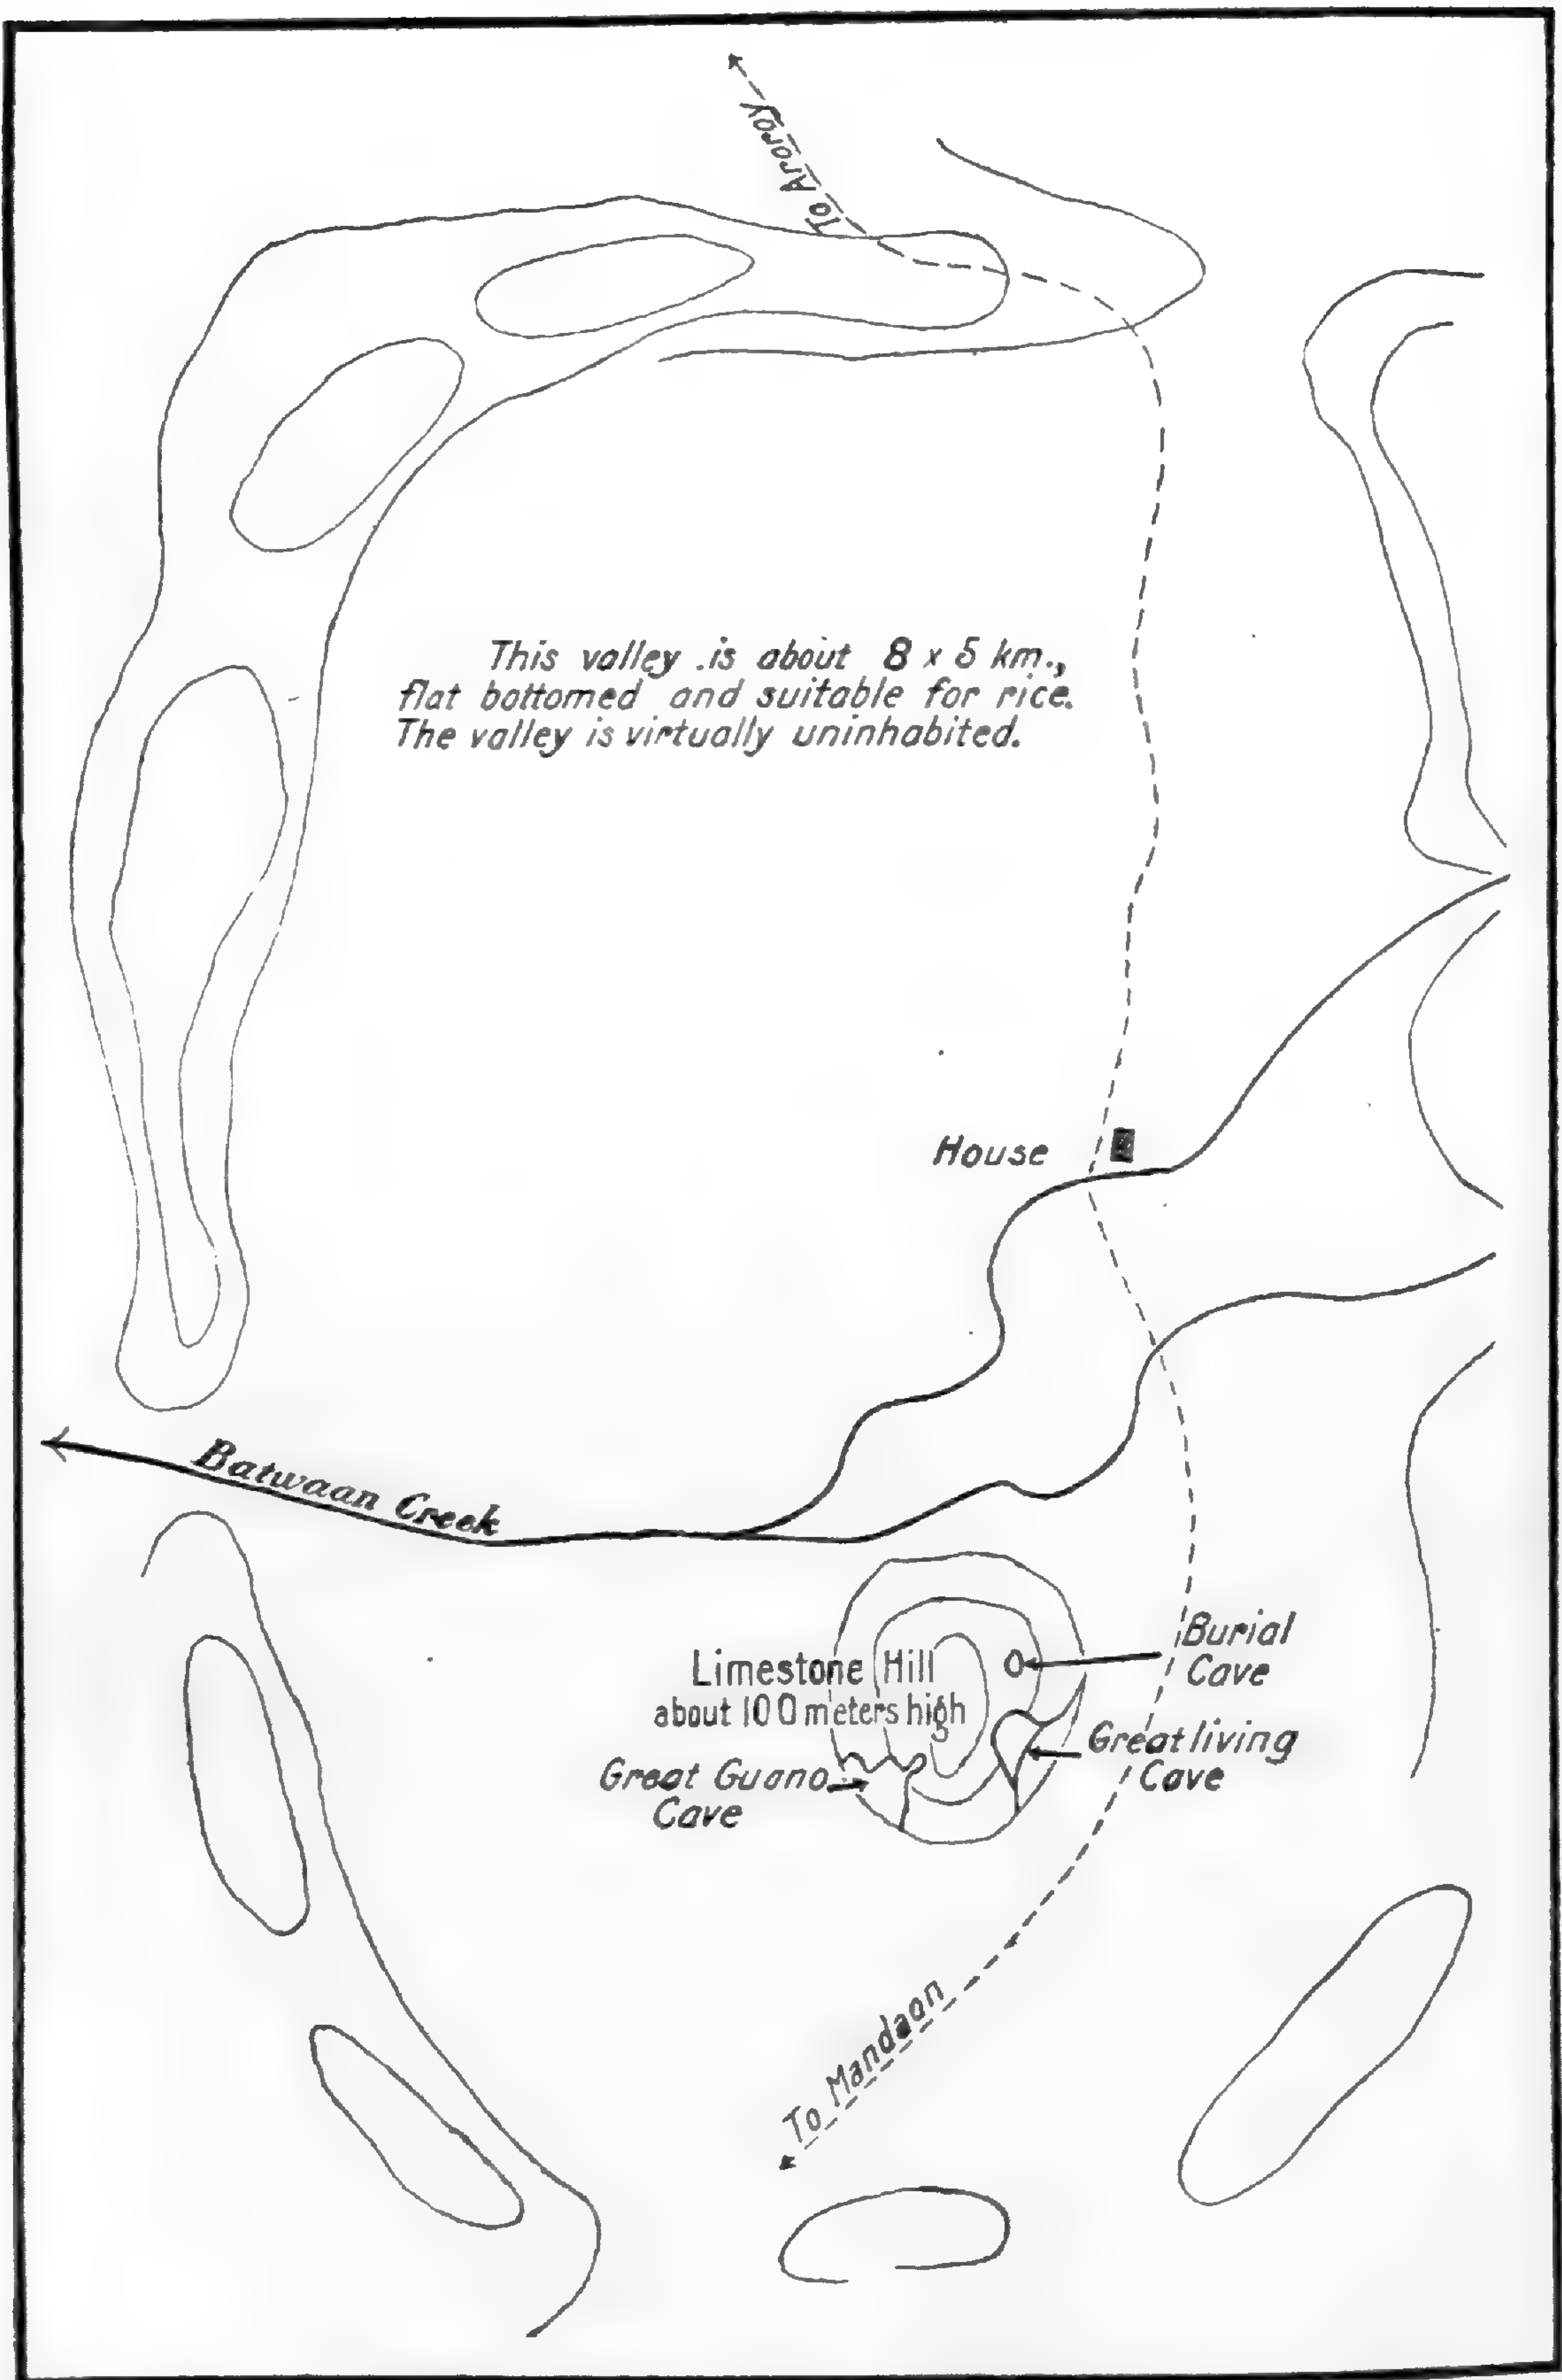 To Aroroy
This valley is about 8 x 5 km.,
flat bottomed and suitable for rice.
The valley is virtually uninhabited.
House
Batwaan Creek
Burial
Cave
Limestone Hill
about 100 meters high
Great living
Cave
Great Guano
Cave
To Mandaon